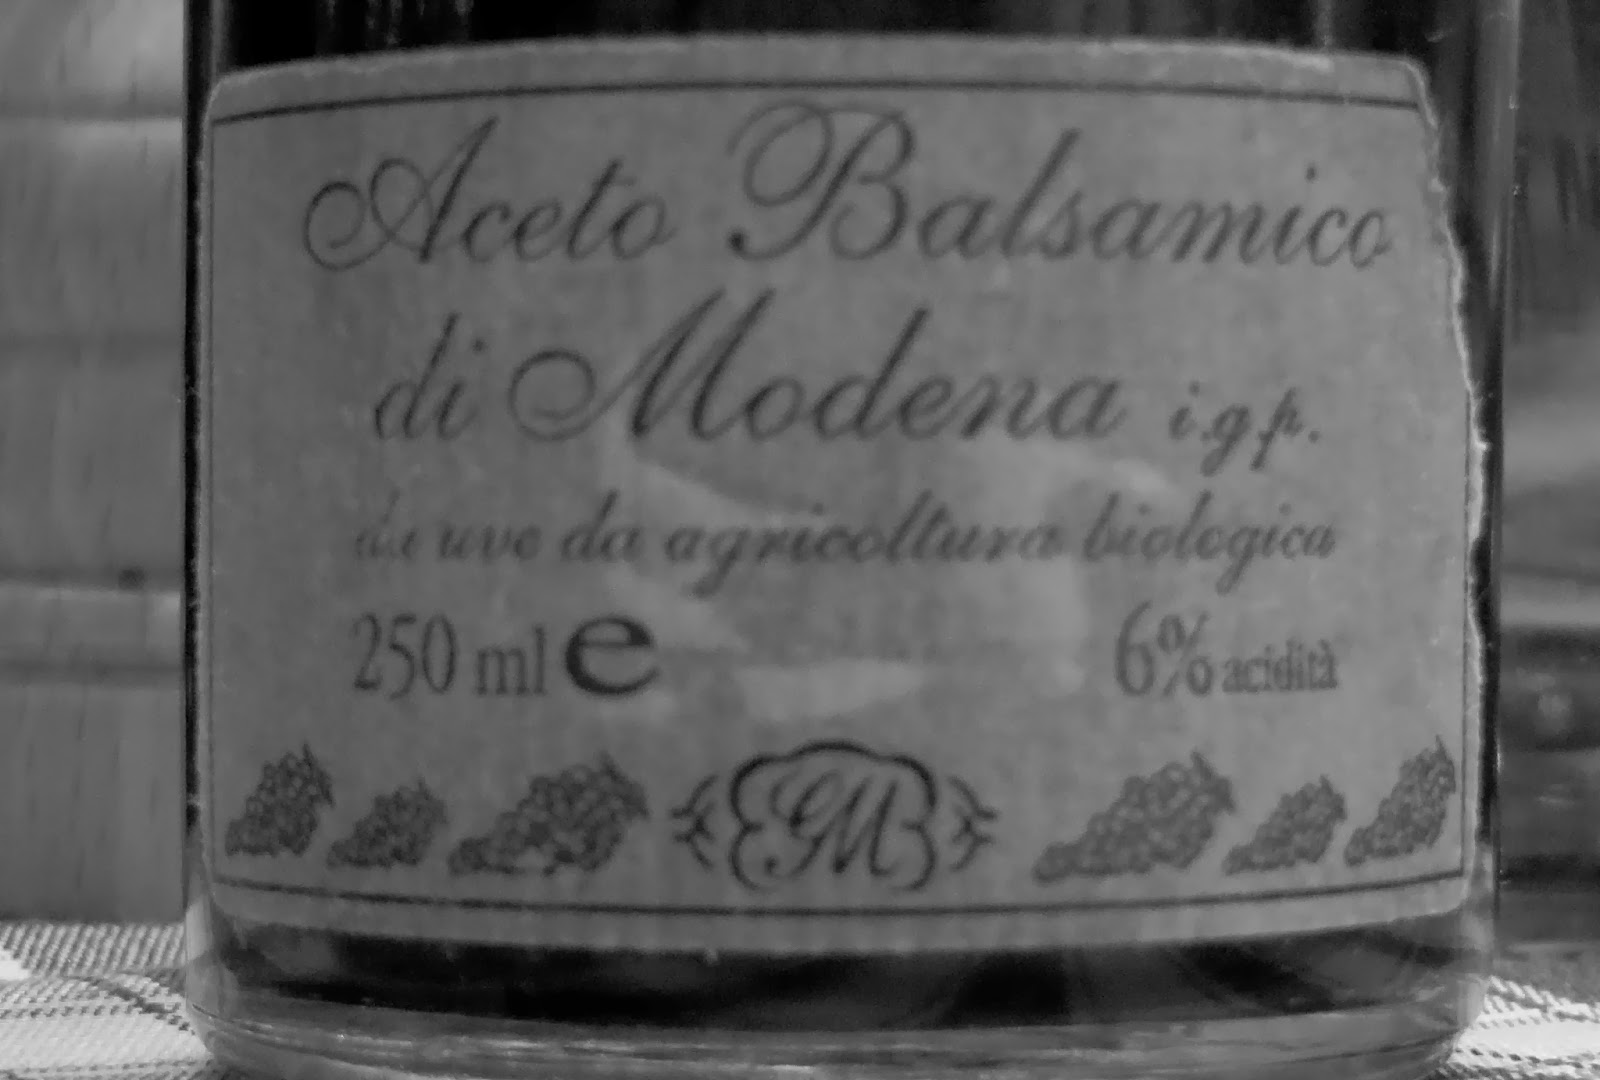 Aceto Balsamico
di Modena i.g.p.
da uve da agricoltura biologica
250 ml e 6% acidità
GM